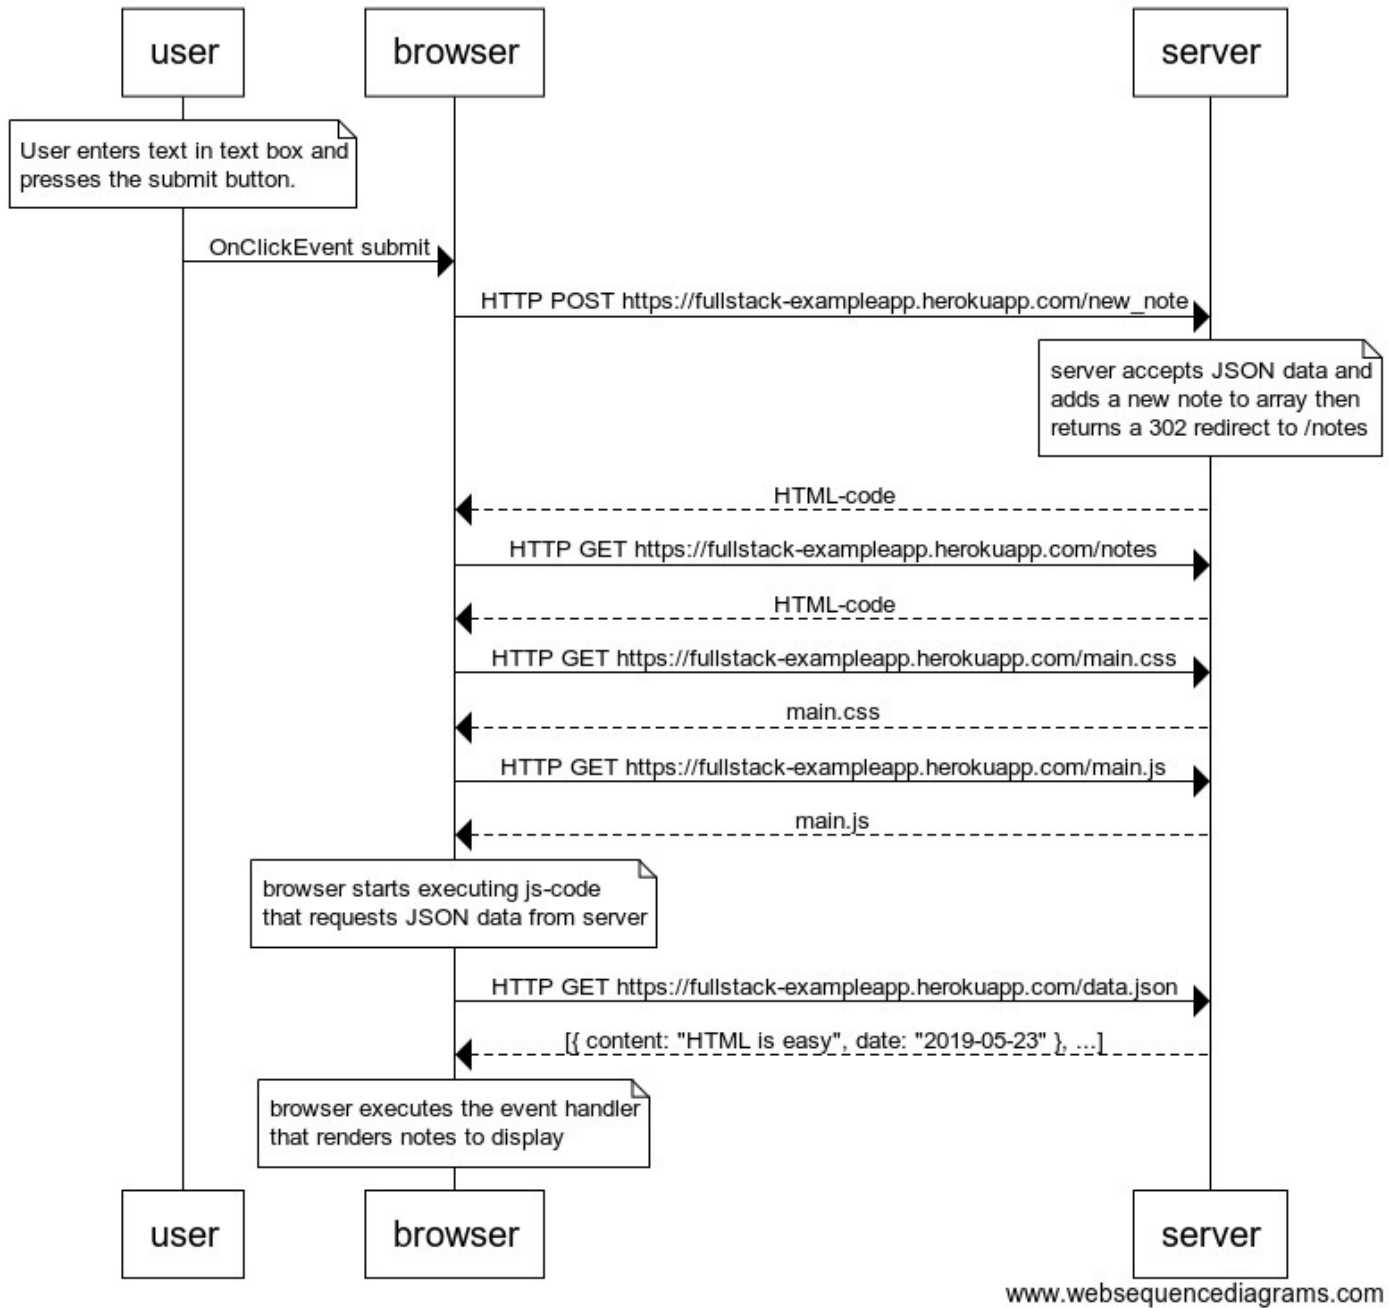 user
browser
server
User enters text in text box and
presses the submit button.
OnClickEvent submit
HTTP POST https://fullstack-exampleapp.herokuapp.com/new_note
server accepts JSON data and
adds a new note to array then
returns a 302 redirect to /notes
HTML-code
HTTP GET https://fullstack-exampleapp.herokuapp.com/notes
HTML-code
HTTP GET https://fullstack-exampleapp.herokuapp.com/main.css
main.css
HTTP GET https://fullstack-exampleapp.herokuapp.com/main.js
main.js
browser starts executing js-code
that requests JSON data from server
HTTP GET https://fullstack-exampleapp.herokuapp.com/data.json
[{ content: "HTML is easy", date: "2019-05-23" }, ...]
browser executes the event handler
that renders notes to display
user
browser
server
www.websequencediagrams.com